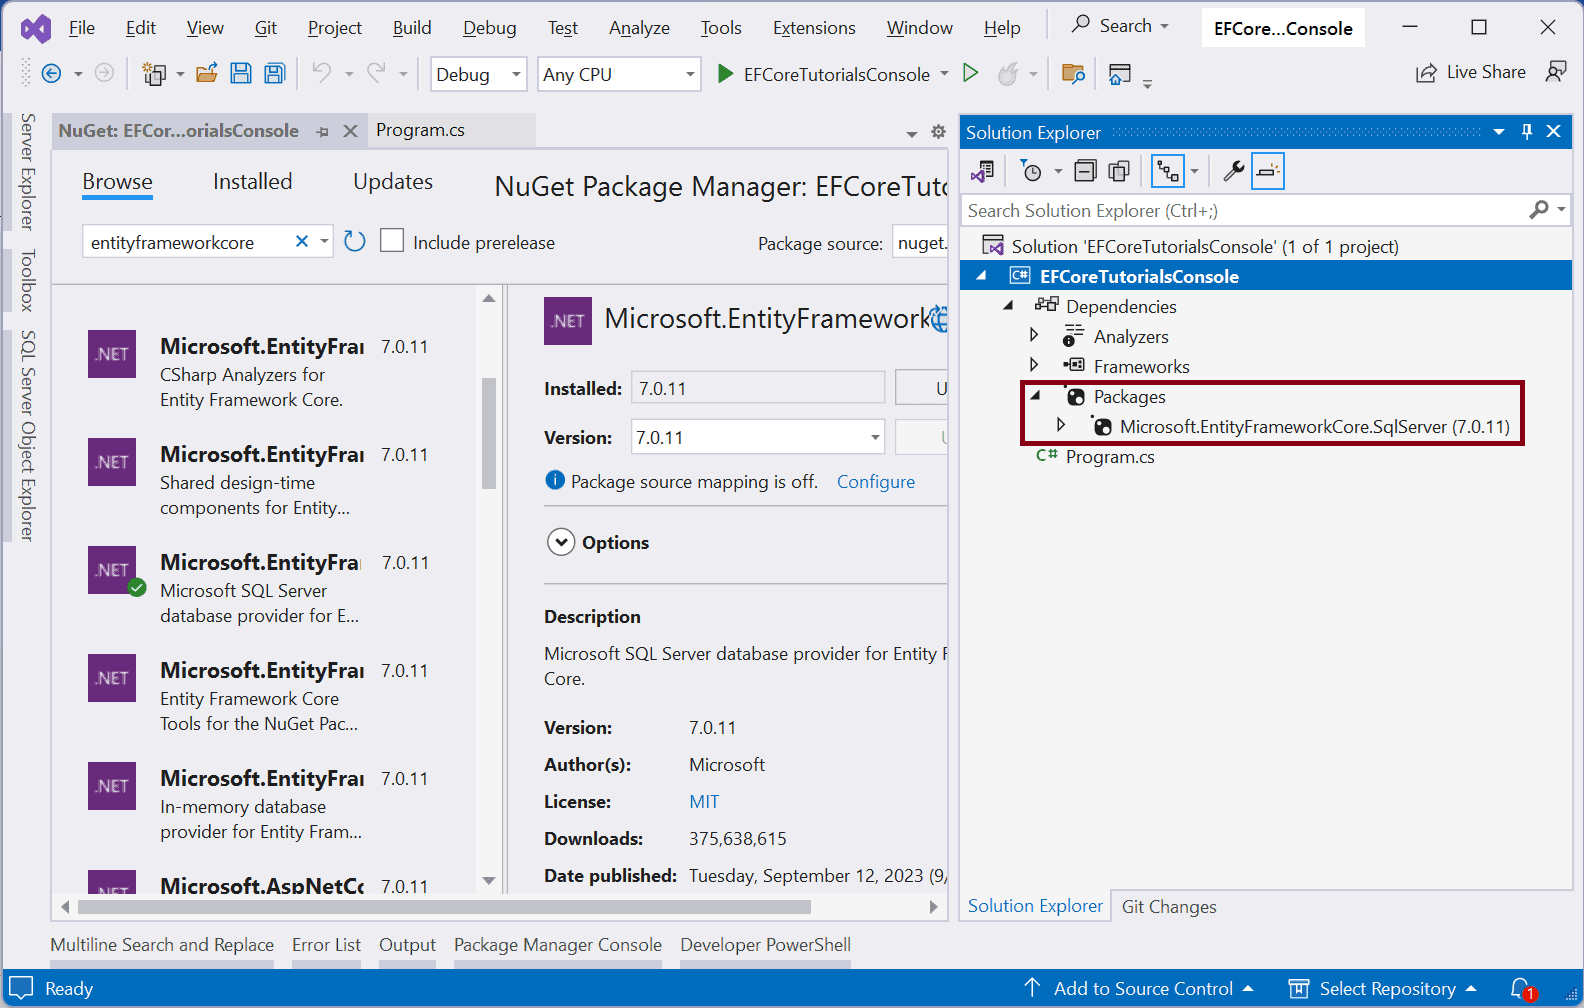 File Edit View Git Project Build Debug Test Analyze Tools Extensions Window Help Search EFCore...Console
Debug Any CPU EFCoreTutorialsConsole Live Share
Server Explorer
Toolbox
SQL Server Object Explorer
NuGet: EFCor...orialsConsole Program.cs
Browse Installed Updates NuGet Package Manager: EFCoreTuto
entityframeworkcore Include prerelease Package source: nuget.
.NET Microsoft.EntityFrar 7.0.11
CSharp Analyzers for
Entity Framework Core.
.NET Microsoft.EntityFrar 7.0.11
Shared design-time
components for Entity...
.NET Microsoft.EntityFra 7.0.11
Microsoft SQL Server
database provider for E...
.NET Microsoft.EntityFrar 7.0.11
Entity Framework Core
Tools for the NuGet Pac...
.NET Microsoft.EntityFrar 7.0.11
In-memory database
provider for Entity Fram...
.NET Microsoft.AspNetCo 7.0.11
.NET Microsoft.EntityFramework
Installed: 7.0.11 U
Version: 7.0.11
Package source mapping is off. Configure
Options
Description
Microsoft SQL Server database provider for Entity F
Core.
Version: 7.0.11
Author(s): Microsoft
License: MIT
Downloads: 375,638,615
Date published: Tuesday, September 12, 2023 (9/
Solution Explorer
Search Solution Explorer (Ctrl+;)
Solution 'EFCoreTutorialsConsole' (1 of 1 project)
C# EFCoreTutorialsConsole
Dependencies
Analyzers
Frameworks
Packages
Microsoft.EntityFrameworkCore.SqlServer (7.0.11)
C# Program.cs
Solution Explorer Git Changes
Multiline Search and Replace Error List Output Package Manager Console Developer PowerShell
Ready Add to Source Control Select Repository 1